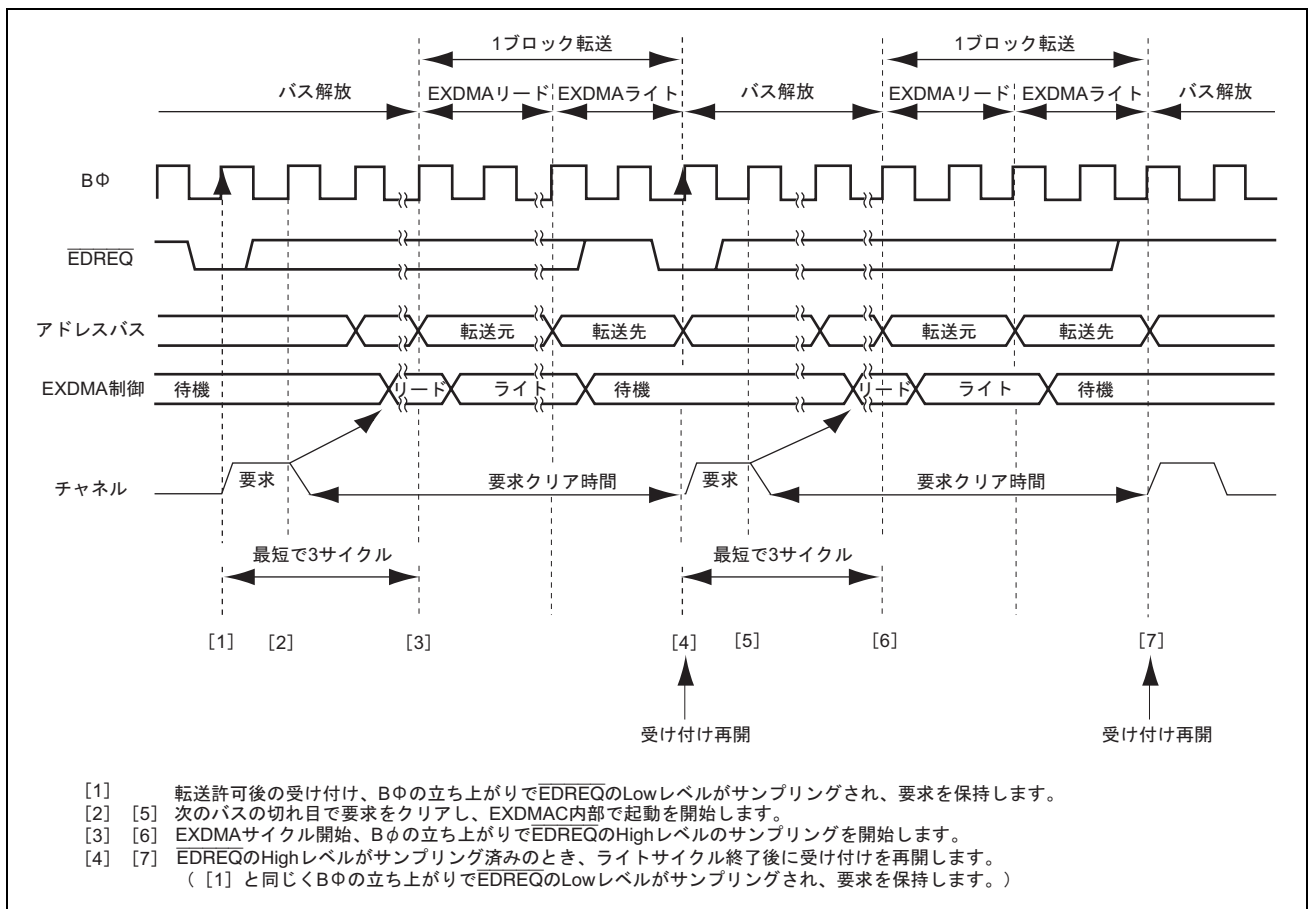 1ブロック転送 1ブロック転送
バス解放 EXDMAリード EXDMAライト バス解放 EXDMAリード EXDMAライト バス解放
BΦ
EDREQ
アドレスバス 転送元 転送先 転送元 転送先
EXDMA制御 待機 リード ライト 待機 リード ライト 待機
チャネル 要求 要求クリア時間 要求 要求クリア時間
最短で3サイクル 最短で3サイクル
[1] [2] [3] [4] [5] [6] [7]
受け付け再開 受け付け再開
[1] 転送許可後の受け付け、BΦの立ち上がりでEDREQのLowレベルがサンプリングされ、要求を保持します。
[2] [5] 次のバスの切れ目で要求をクリアし、EXDMAC内部で起動を開始します。
[3] [6] EXDMAサイクル開始、Bφの立ち上がりでEDREQのHighレベルのサンプリングを開始します。
[4] [7] EDREQのHighレベルがサンプリング済みのとき、ライトサイクル終了後に受け付けを再開します。
([1]と同じくBΦの立ち上がりでEDREQのLowレベルがサンプリングされ、要求を保持します。)